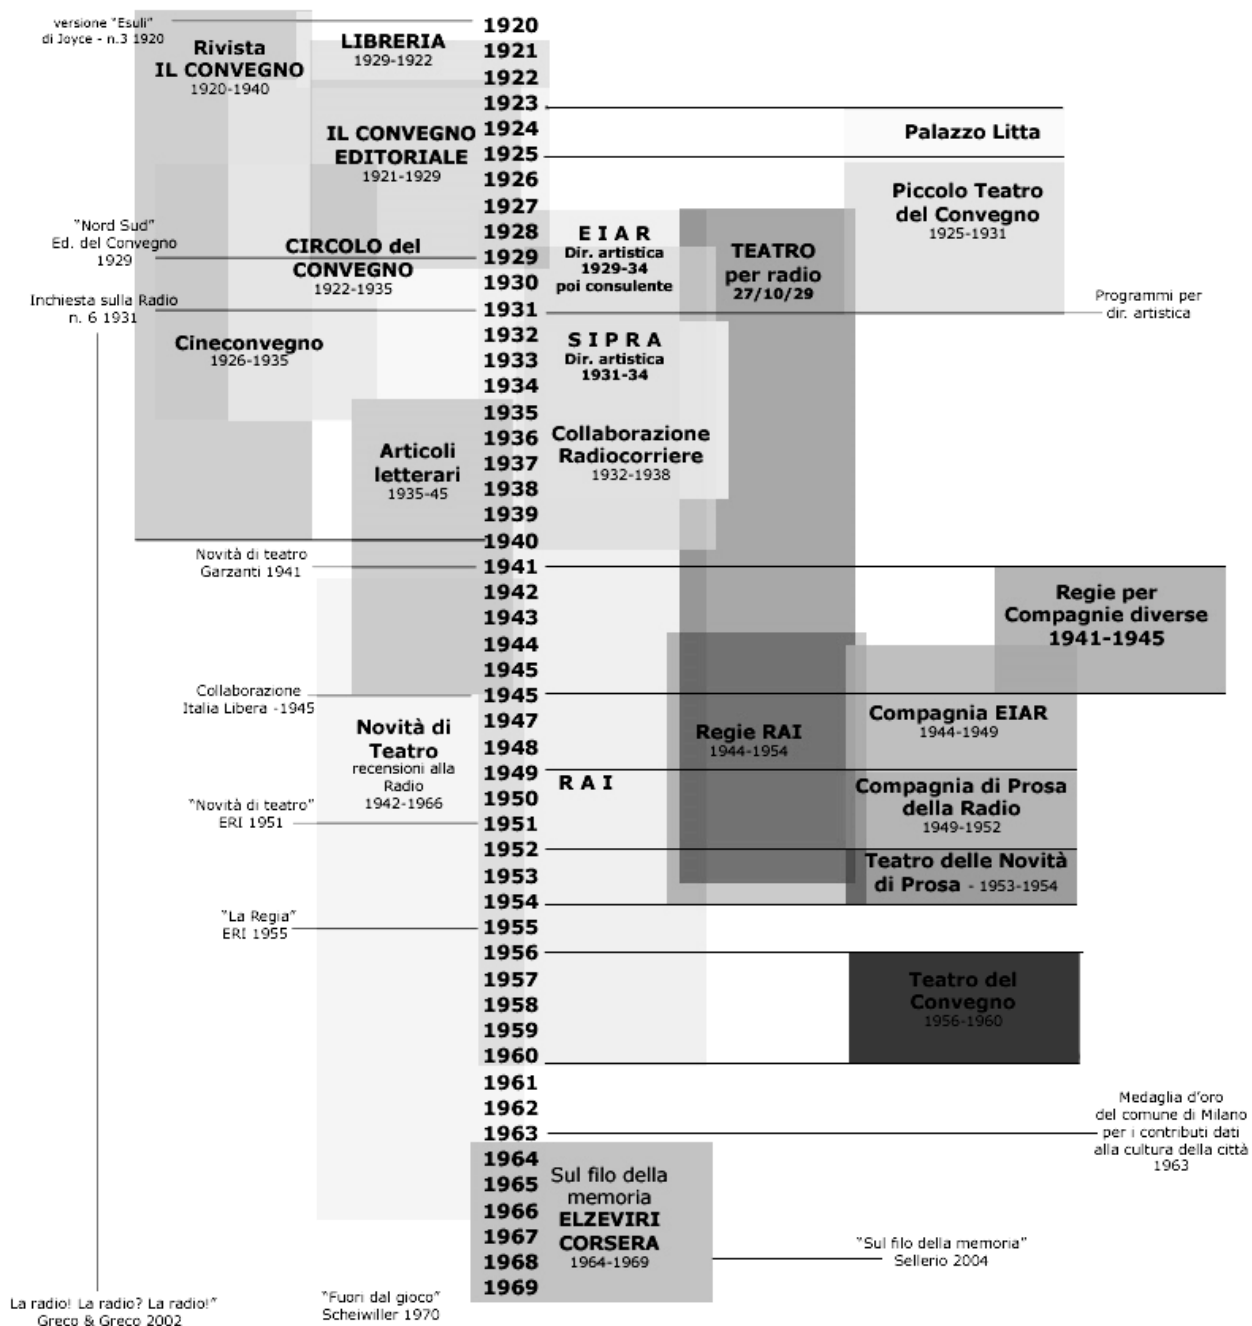 versione "Esuli"
di Joyce - n.3 1920
Rivista
IL CONVEGNO
1920-1940
LIBRERIA
1929-1922
IL CONVEGNO
EDITORIALE
1921-1929
"Nord Sud"
Ed. del Convegno
1929
CIRCOLO del
CONVEGNO
1922-1935
Inchiesta sulla Radio
n. 6 1931
Cineconvegno
1926-1935
Articoli
letterari
1935-45
Novità di teatro
Garzanti 1941
Collaborazione
Italia Libera -1945
Novità di
Teatro
recensioni alla
Radio
1942-1966
"Novità di teatro"
ERI 1951
"La Regia"
ERI 1955
La radio! La radio? La radio!"
Greco & Greco 2002
"Fuori dal gioco"
Scheiwiller 1970
1920
1921
1922
1923
1924
1925
1926
1927
1928
1929
1930
1931
1932
1933
1934
1935
1936
1937
1938
1939
1940
1941
1942
1943
1944
1945
1945
1947
1948
1949
1950
1951
1952
1953
1954
1955
1956
1957
1958
1959
1960
1961
1962
1963
1964
1965
1966
1967
1968
1969
E I A R
Dir. artistica
1929-34
poi consulente
S I P R A
Dir. artistica
1931-34
Collaborazione
Radiocorriere
1932-1938
TEATRO
per radio
27/10/29
Palazzo Litta
Piccolo Teatro
del Convegno
1925-1931
Programmi per
dir. artistica
Regie per
Compagnie diverse
1941-1945
Regie RAI
1944-1954
R A I
Compagnia EIAR
1944-1949
Compagnia di Prosa
della Radio
1949-1952
Teatro delle Novità
di Prosa - 1953-1954
Teatro del
Convegno
1956-1960
Medaglia d'oro
del comune di Milano
per i contributi dati
alla cultura della città
1963
Sul filo della
memoria
ELZEVIRI
CORSERA
1964-1969
"Sul filo della memoria"
Sellerio 2004